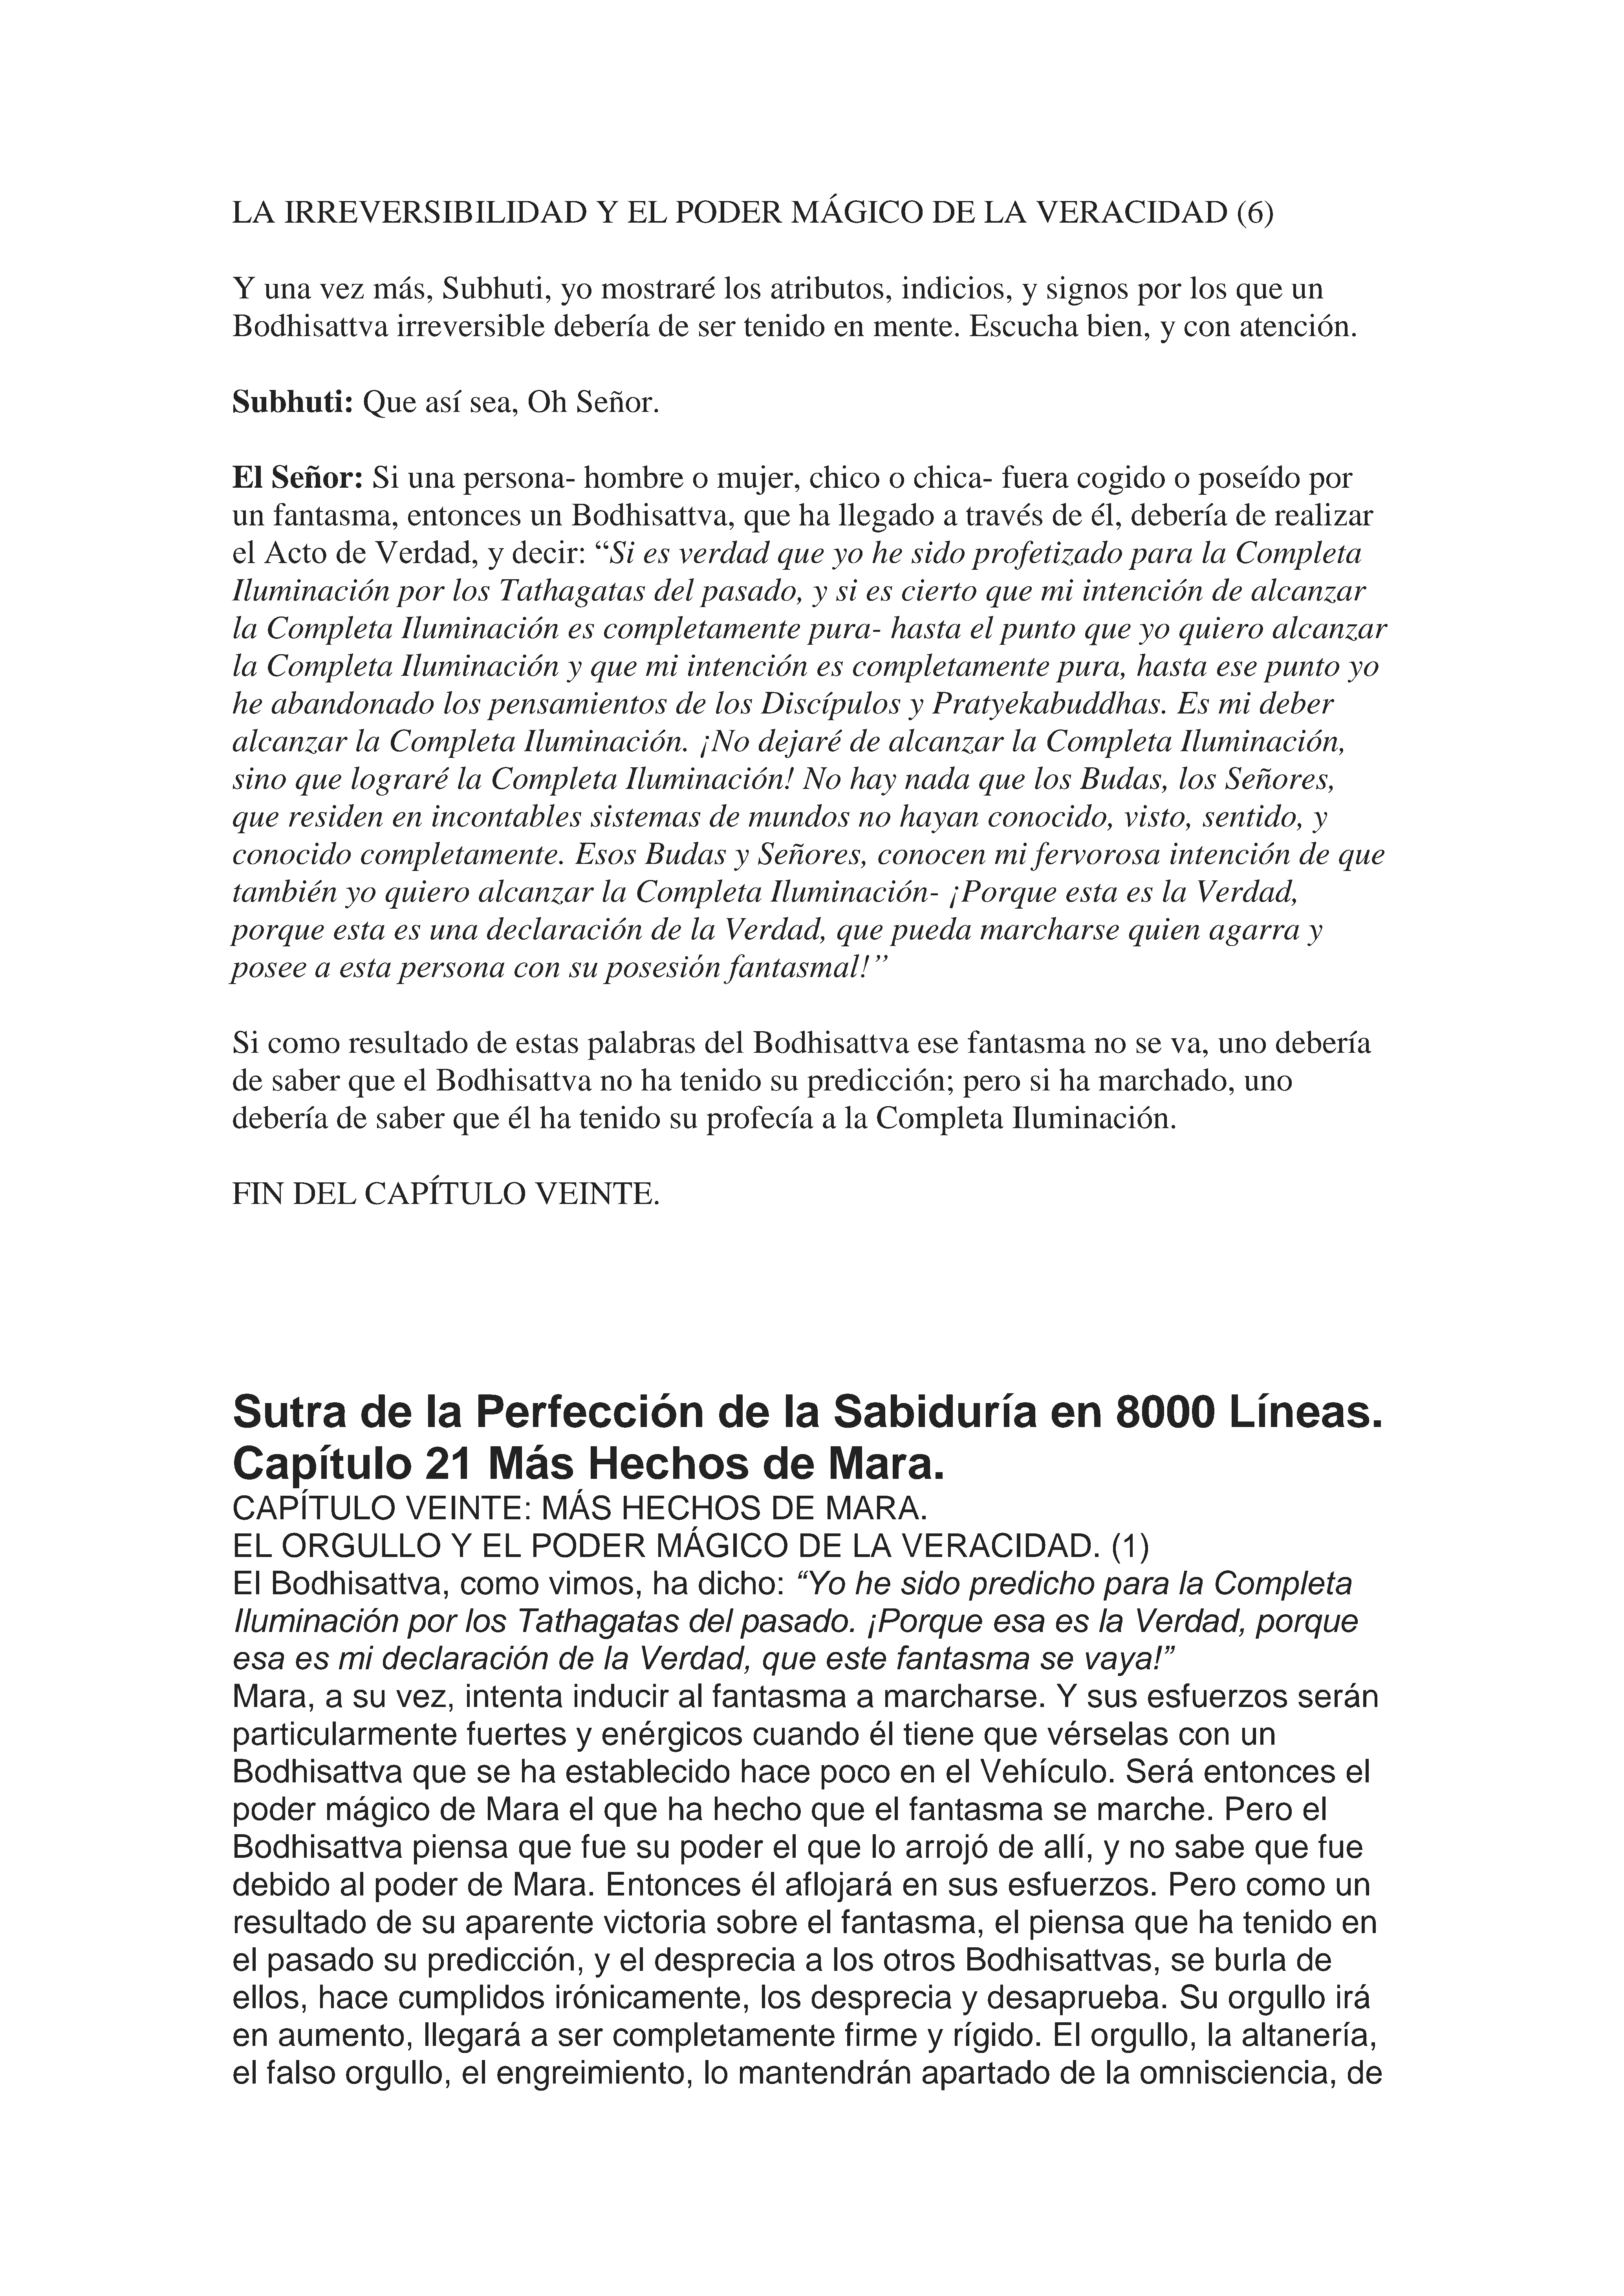 LA IRREVERSIBILIDAD Y EL PODER MÁGICO DE LA VERACIDAD (6)
Y una vez más, Subhuti, yo mostraré los atributos, indicios, y signos por los que un
Bodhisattva irreversible debería de ser tenido en mente. Escucha bien, y con atención.
Subhuti: Que así sea, Oh Señor.
El Señor: Si una persona- hombre o mujer, chico o chica- fuera cogido o poseído por
un fantasma, entonces un Bodhisattva, que ha llegado a través de él, debería de realizar
el Acto de Verdad, y decir: “Si es verdad que yo he sido profetizado para la Completa
Iluminación por los Tathagatas del pasado, y si es cierto que mi intención de alcanzar
la Completa Iluminación es completamente pura- hasta el punto que yo quiero alcanzar
la Completa Iluminación y que mi intención es completamente pura, hasta ese punto yo
he abandonado los pensamientos de los Discípulos y Pratyekabuddhas. Es mi deber
alcanzar la Completa Iluminación. ¡No dejaré de alcanzar la Completa Iluminación,
sino que lograré la Completa Iluminación! No hay nada que los Budas, los Señores,
que residen en incontables sistemas de mundos no hayan conocido, visto, sentido, y
conocido completamente. Esos Budas y Señores, conocen mi fervorosa intención de que
también yo quiero alcanzar la Completa Iluminación- ¡Porque esta es la Verdad,
porque esta es una declaración de la Verdad, que pueda marcharse quien agarra y
posee a esta persona con su posesión fantasmal!”
Si como resultado de estas palabras del Bodhisattva ese fantasma no se va, uno debería
de saber que el Bodhisattva no ha tenido su predicción; pero si ha marchado, uno
debería de saber que él ha tenido su profecía a la Completa Iluminación.
FIN DEL CAPÍTULO VEINTE.
Sutra de la Perfección de la Sabiduría en 8000 Líneas.
Capítulo 21 Más Hechos de Mara.
CAPÍTULO VEINTE: MÁS HECHOS DE MARA.
EL ORGULLO Y EL PODER MÁGICO DE LA VERACIDAD. (1)
El Bodhisattva, como vimos, ha dicho: “Yo he sido predicho para la Completa
Iluminación por los Tathagatas del pasado. ¡Porque esa es la Verdad, porque
esa es mi declaración de la Verdad, que este fantasma se vaya!”
Mara, a su vez, intenta inducir al fantasma a marcharse. Y sus esfuerzos serán
particularmente fuertes y enérgicos cuando él tiene que vérselas con un
Bodhisattva que se ha establecido hace poco en el Vehículo. Será entonces el
poder mágico de Mara el que ha hecho que el fantasma se marche. Pero el
Bodhisattva piensa que fue su poder el que lo arrojó de allí, y no sabe que fue
debido al poder de Mara. Entonces él aflojará en sus esfuerzos. Pero como un
resultado de su aparente victoria sobre el fantasma, el piensa que ha tenido en
el pasado su predicción, y el desprecia a los otros Bodhisattvas, se burla de
ellos, hace cumplidos irónicamente, los desprecia y desaprueba. Su orgullo irá
en aumento, llegará a ser completamente firme y rígido. El orgullo, la altanería,
el falso orgullo, el engreimiento, lo mantendrán apartado de la omnisciencia, de